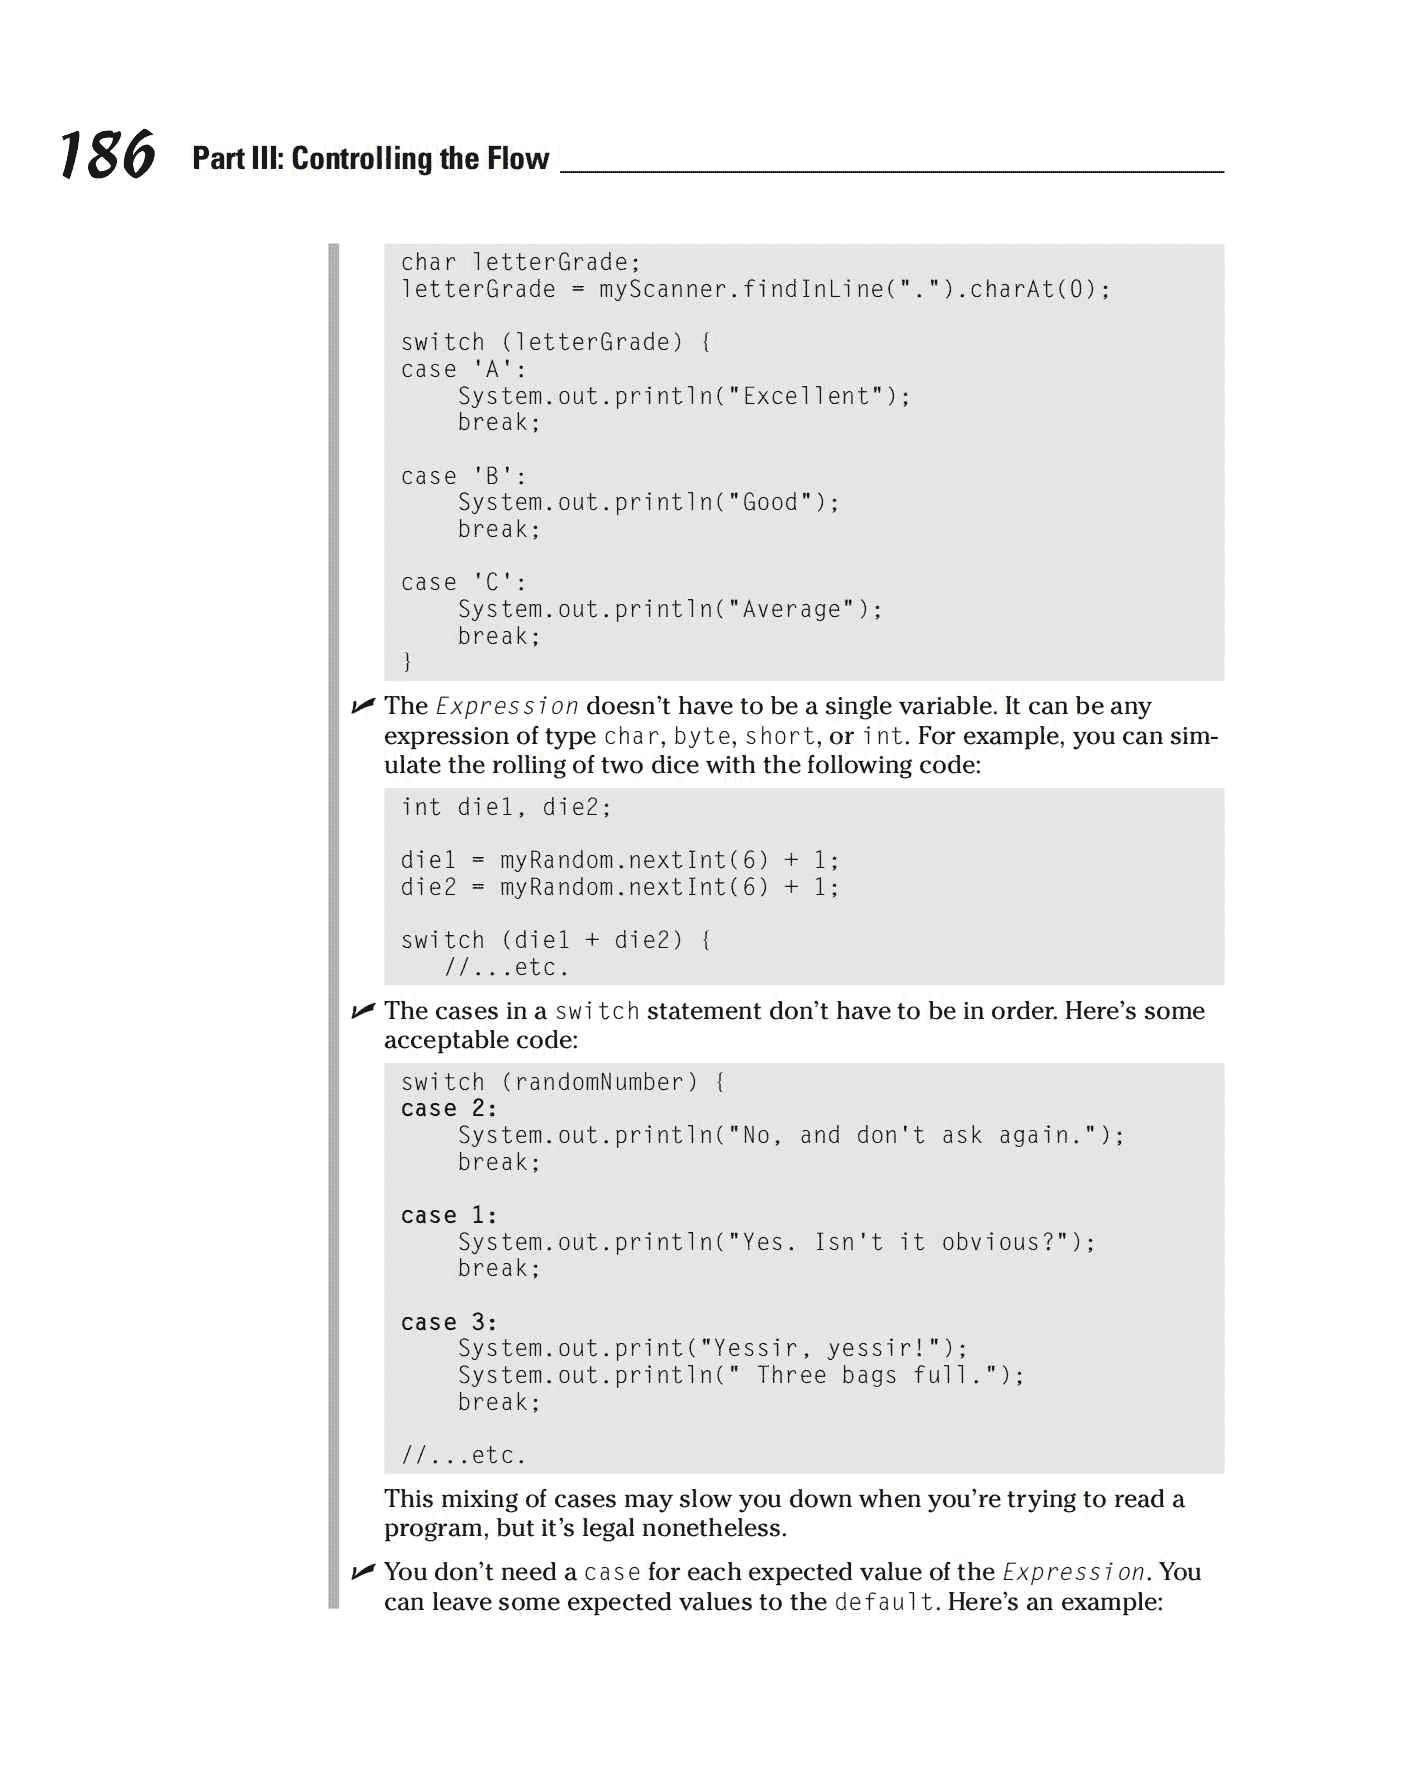 186 Part III: Controlling the Flow
char letterGrade;
letterGrade = myScanner.findInLine(".").charAt(0);
switch (letterGrade) {
case 'A':
    System.out.println("Excellent");
    break;
case 'B':
    System.out.println("Good");
    break;
case 'C':
    System.out.println("Average");
    break;
}
✓ The Expression doesn't have to be a single variable. It can be any
expression of type char, byte, short, or int. For example, you can sim-
ulate the rolling of two dice with the following code:
int die1, die2;
die1 = myRandom.nextInt(6) + 1;
die2 = myRandom.nextInt(6) + 1;
switch (die1 + die2) {
   //...etc.
✓ The cases in a switch statement don't have to be in order. Here's some
acceptable code:
switch (randomNumber) {
case 2:
    System.out.println("No, and don't ask again.");
    break;
case 1:
    System.out.println("Yes. Isn't it obvious?");
    break;
case 3:
    System.out.print("Yessir, yessir!");
    System.out.println(" Three bags full.");
    break;
//...etc.
This mixing of cases may slow you down when you're trying to read a
program, but it's legal nonetheless.
✓ You don't need a case for each expected value of the Expression. You
can leave some expected values to the default. Here's an example: